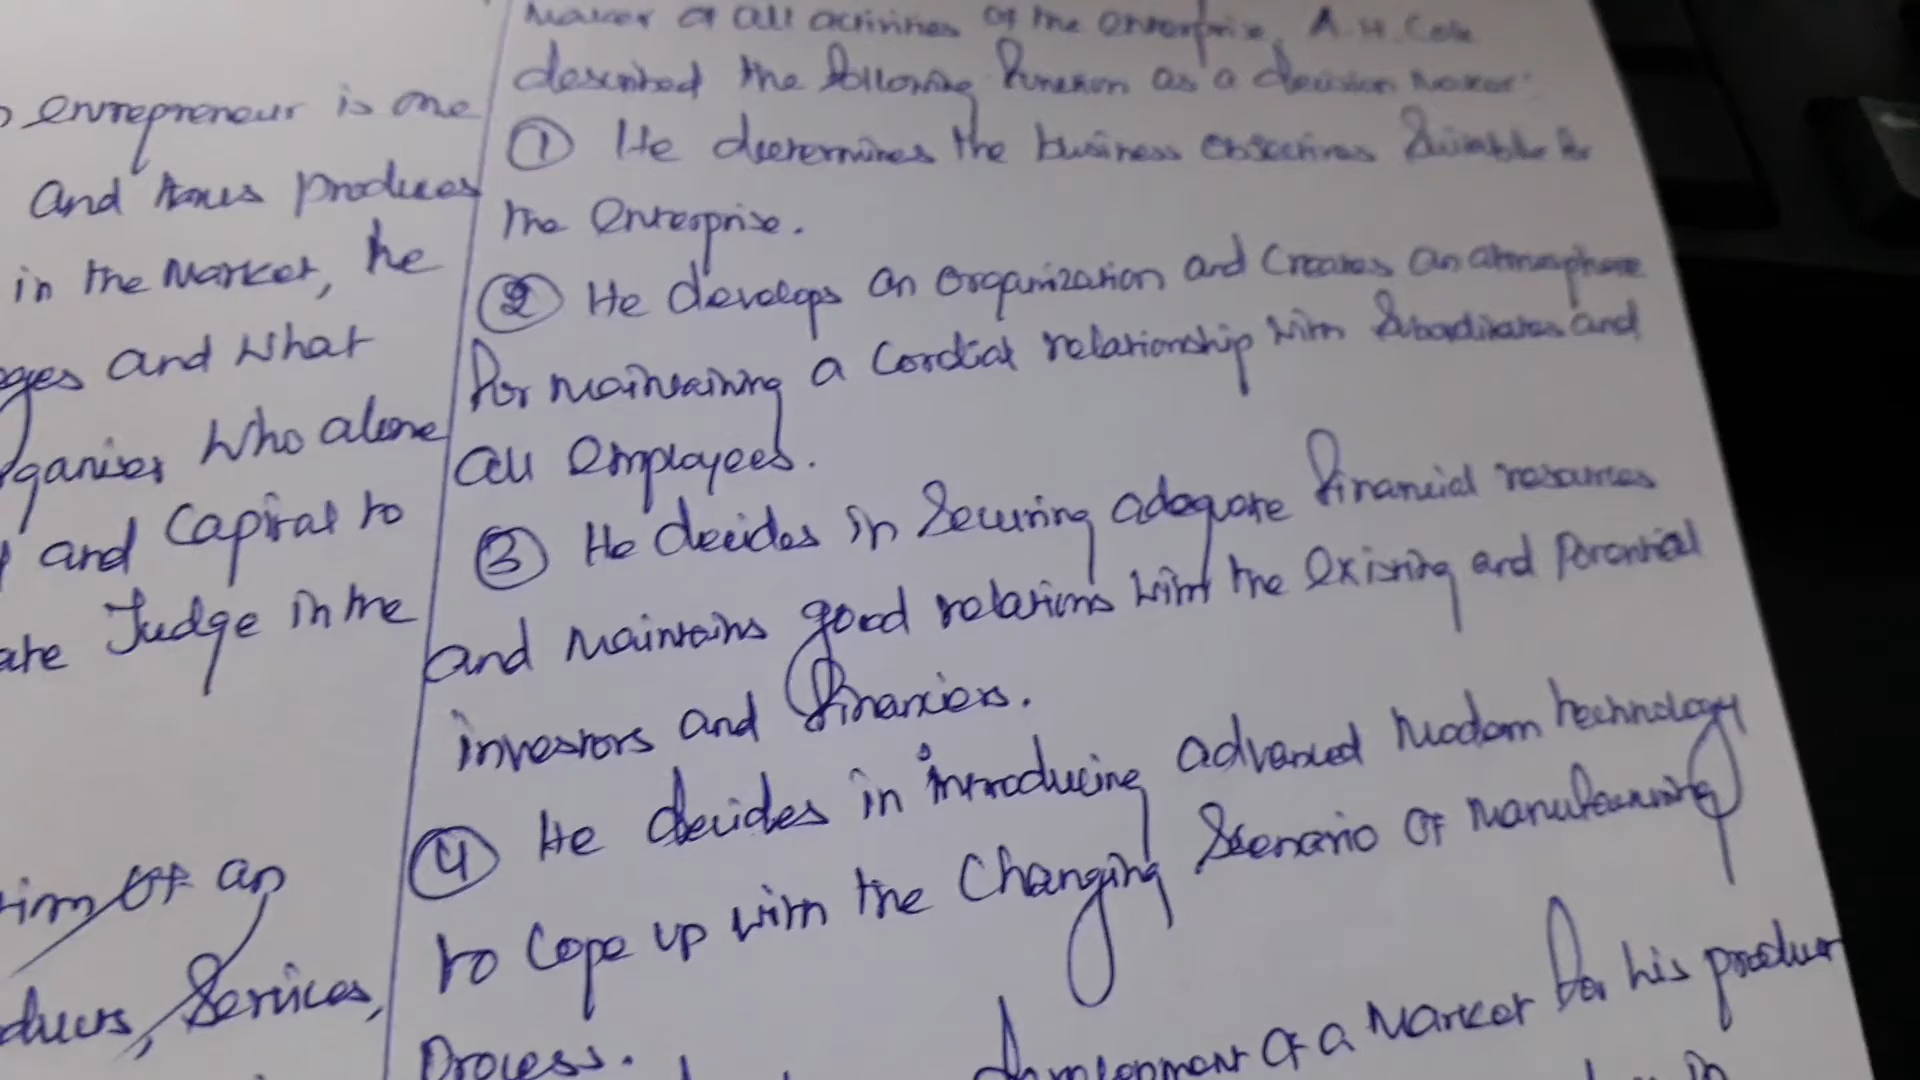 entrepreneur is one
and thus produces
in the Market, he
and what
who alone
and Capital to
Judge in the
of an
Services,
Maker of all activities of the enterprise, A.H. Cole
described the following function as a decision maker:
① He determines the business objectives Suitable for
the enterprise.
② He develops an organization and Creates an atmosphere
for maintaining a Cordial relationship with Subordinates and
all employees.
③ He decides in Securing adequate financial resources
and maintains good relations with the existing and potential
investors and financiers.
④ He decides in introducing advanced modern technology
to Cope up with the Changing Scenario of manufacturing
Process.
development of a Market for his product